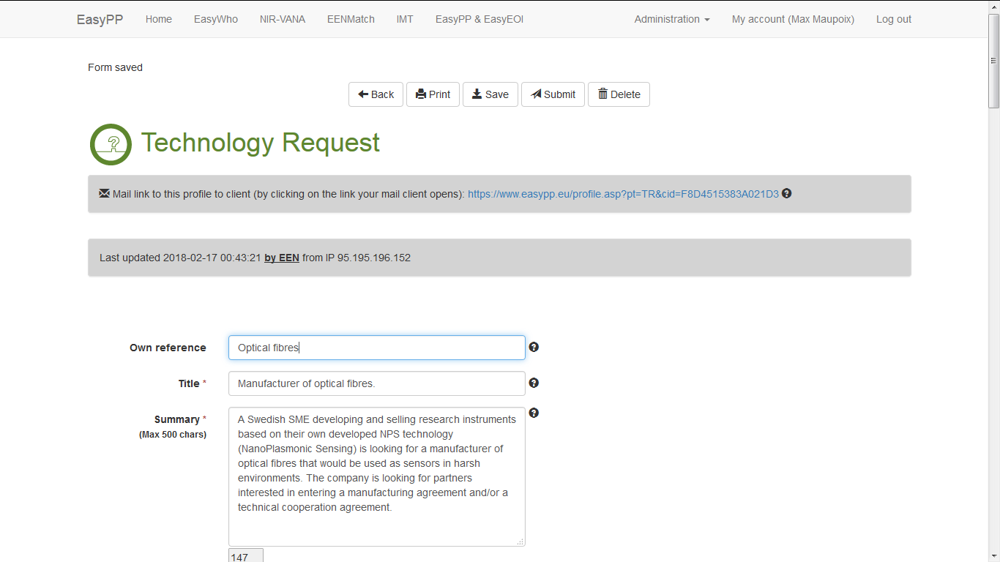 EasyPP Home EasyWho NIR-VANA EENMatch IMT EasyPP & EasyEOI Administration My account (Max Maupoix) Log out
Form saved
Back Print Save Submit Delete
Technology Request
Mail link to this profile to client (by clicking on the link your mail client opens): https://www.easypp.eu/profile.asp?pt=TR&cid=F8D4515383A021D3
Last updated 2018-02-17 00:43:21 by EEN from IP 95.195.196.152
Own reference Optical fibres
Title * Manufacturer of optical fibres.
Summary *
(Max 500 chars)
A Swedish SME developing and selling research instruments
based on their own developed NPS technology
(NanoPlasmonic Sensing) is looking for a manufacturer of
optical fibres that would be used as sensors in harsh
environments. The company is looking for partners
interested in entering a manufacturing agreement and/or a
technical cooperation agreement.
147